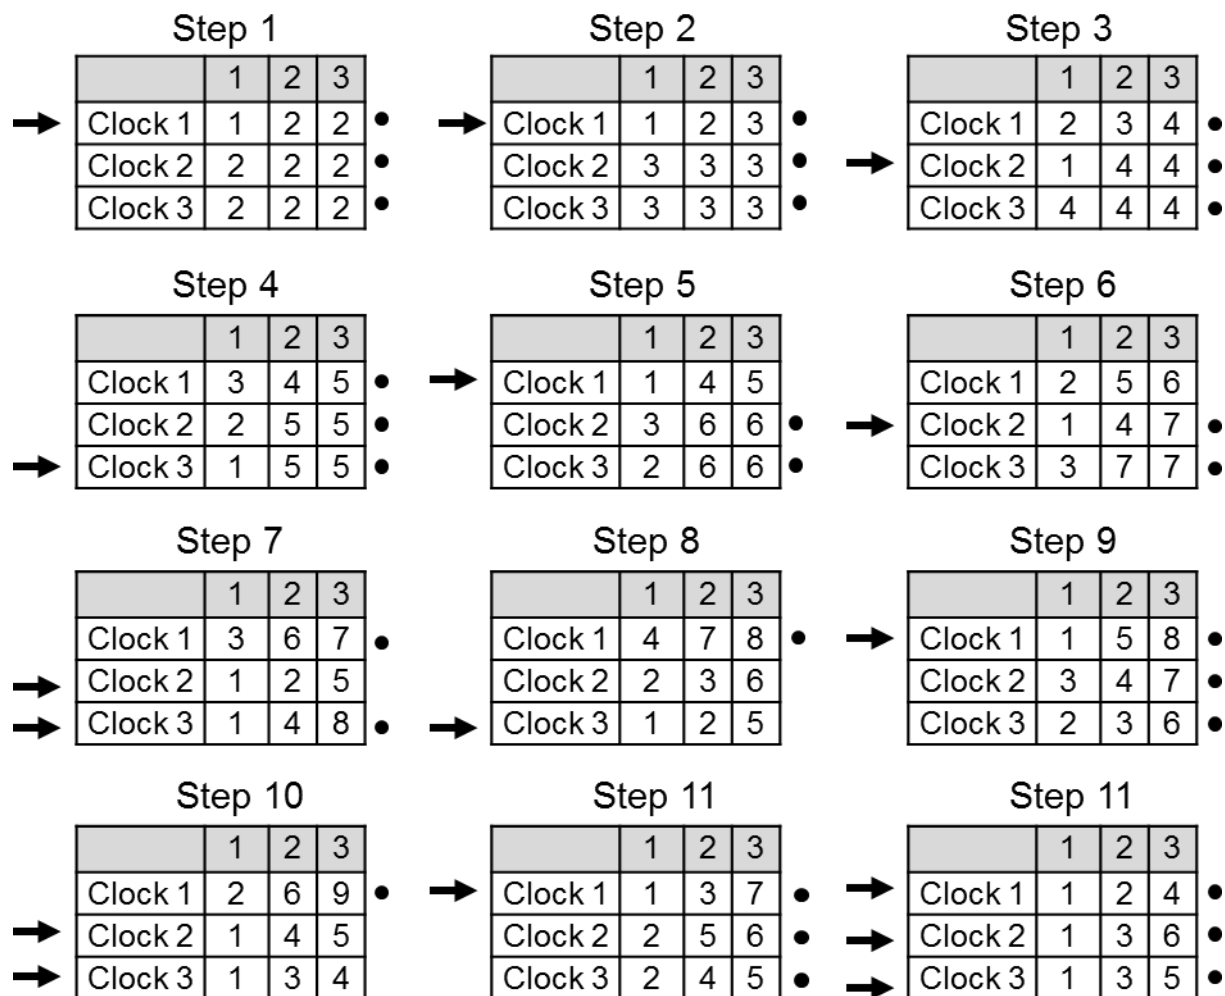 Step 1 Step 2 Step 3
1 2 3 1 2 3 1 2 3
Clock 1 1 2 2 Clock 1 1 2 3 Clock 1 2 3 4
Clock 2 2 2 2 Clock 2 3 3 3 Clock 2 1 4 4
Clock 3 2 2 2 Clock 3 3 3 3 Clock 3 4 4 4
Step 4 Step 5 Step 6
1 2 3 1 2 3 1 2 3
Clock 1 3 4 5 Clock 1 1 4 5 Clock 1 2 5 6
Clock 2 2 5 5 Clock 2 3 6 6 Clock 2 1 4 7
Clock 3 1 5 5 Clock 3 2 6 6 Clock 3 3 7 7
Step 7 Step 8 Step 9
1 2 3 1 2 3 1 2 3
Clock 1 3 6 7 Clock 1 4 7 8 Clock 1 1 5 8
Clock 2 1 2 5 Clock 2 2 3 6 Clock 2 3 4 7
Clock 3 1 4 8 Clock 3 1 2 5 Clock 3 2 3 6
Step 10 Step 11 Step 11
1 2 3 1 2 3 1 2 3
Clock 1 2 6 9 Clock 1 1 3 7 Clock 1 1 2 4
Clock 2 1 4 5 Clock 2 2 5 6 Clock 2 1 3 6
Clock 3 1 3 4 Clock 3 2 4 5 Clock 3 1 3 5